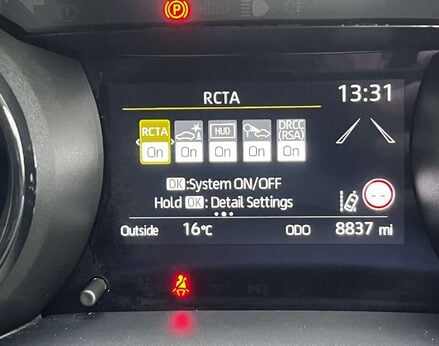 P HOLD
RCTA 13:31
RCTA HUD DRCC (RSA)
On On On On On
OK :System ON/OFF
Hold OK : Detail Settings
Outside 16°C ODO 8837 mi